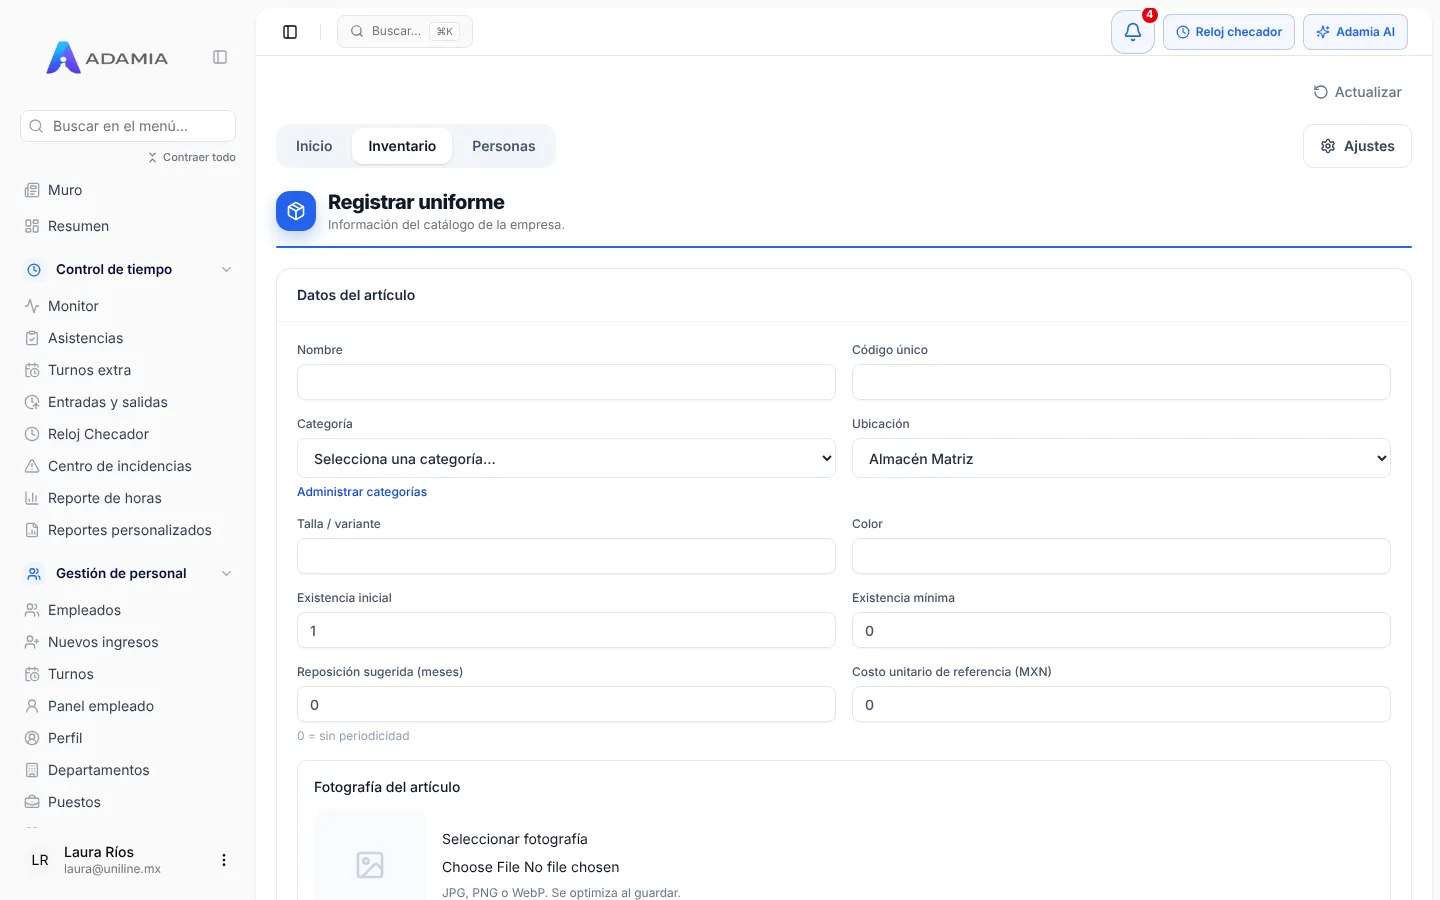 ADAMIA
Buscar en el menú...
Contraer todo
Muro
Resumen
Control de tiempo
Monitor
Asistencias
Turnos extra
Entradas y salidas
Reloj Checador
Centro de incidencias
Reporte de horas
Reportes personalizados
Gestión de personal
Empleados
Nuevos ingresos
Turnos
Panel empleado
Perfil
Departamentos
Puestos
LR
Laura Ríos
laura@uniline.mx
Buscar... ⌘K
4
Reloj checador
Adamia AI
Actualizar
Inicio Inventario Personas
Ajustes
Registrar uniforme
Información del catálogo de la empresa.
Datos del artículo
Nombre
Código único
Categoría
Selecciona una categoría...
Administrar categorías
Ubicación
Almacén Matriz
Talla / variante
Color
Existencia inicial
1
Existencia mínima
0
Reposición sugerida (meses)
0
0 = sin periodicidad
Costo unitario de referencia (MXN)
0
Fotografía del artículo
Seleccionar fotografía
Choose File No file chosen
JPG, PNG o WebP. Se optimiza al guardar.